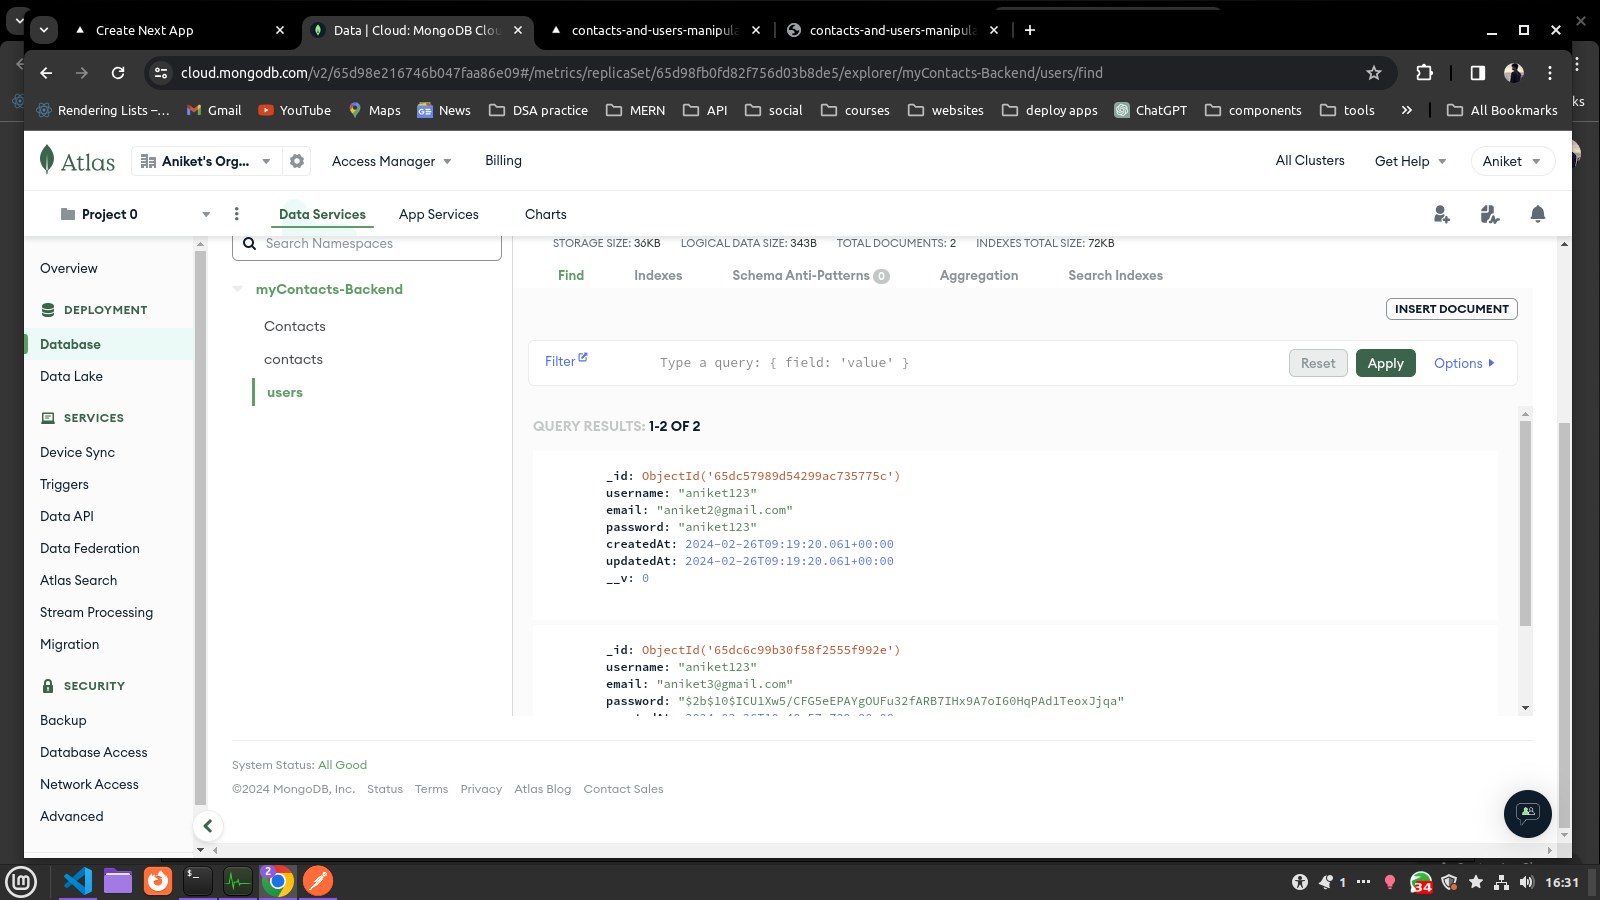 Create Next App
Data | Cloud: MongoDB Clou
contacts-and-users-manipula
contacts-and-users-manipula
cloud.mongodb.com/v2/65d98e216746b047faa86e09#/metrics/replicaSet/65d98fb0fd82f756d03b8de5/explorer/myContacts-Backend/users/find
Rendering Lists –... Gmail YouTube Maps News DSA practice MERN API social courses websites deploy apps ChatGPT components tools » All Bookmarks
ks
Atlas Aniket's Org... Access Manager Billing All Clusters Get Help Aniket
Project 0 Data Services App Services Charts
Search Namespaces
STORAGE SIZE: 36KB LOGICAL DATA SIZE: 343B TOTAL DOCUMENTS: 2 INDEXES TOTAL SIZE: 72KB
Overview
DEPLOYMENT
Database
Data Lake
SERVICES
Device Sync
Triggers
Data API
Data Federation
Atlas Search
Stream Processing
Migration
SECURITY
Backup
Database Access
Network Access
Advanced
myContacts-Backend
Contacts
contacts
users
Find Indexes Schema Anti-Patterns 0 Aggregation Search Indexes
INSERT DOCUMENT
Filter Type a query: { field: 'value' } Reset Apply Options
QUERY RESULTS: 1-2 OF 2
_id: ObjectId('65dc57989d54299ac735775c')
username: "aniket123"
email: "aniket2@gmail.com"
password: "aniket123"
createdAt: 2024-02-26T09:19:20.061+00:00
updatedAt: 2024-02-26T09:19:20.061+00:00
__v: 0
_id: ObjectId('65dc6c99b30f58f2555f992e')
username: "aniket123"
email: "aniket3@gmail.com"
password: "$2b$10$ICU1Xw5/CFG5eEPAYgOUFu32fARB7IHx9A7oI60HqPAd1TeoxJjqa"
System Status: All Good
©2024 MongoDB, Inc. Status Terms Privacy Atlas Blog Contact Sales
2
1
34
16:31